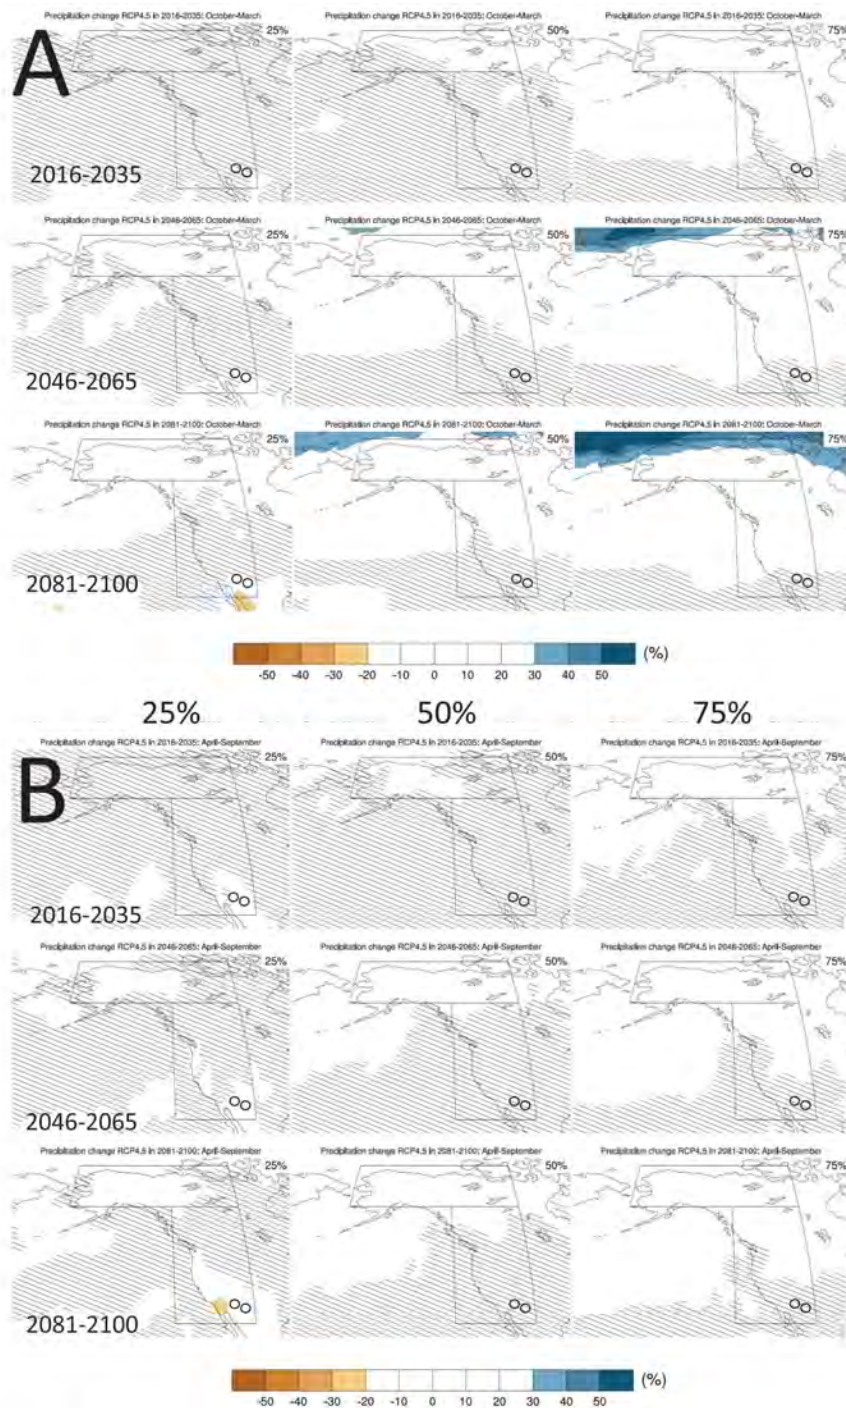 Precipitation change RCP4.5 in 2016-2035: October-March
Precipitation change RCP4.5 in 2016-2035: October-March
Precipitation change RCP4.5 in 2016-2035: October-March
25%
50%
75%
A
2016-2035
Precipitation change RCP4.5 in 2046-2065: October-March
Precipitation change RCP4.5 in 2046-2065: October-March
Precipitation change RCP4.5 in 2046-2065: October-March
25%
50%
75%
2046-2065
Precipitation change RCP4.5 in 2081-2100: October-March
Precipitation change RCP4.5 in 2081-2100: October-March
Precipitation change RCP4.5 in 2081-2100: October-March
25%
50%
75%
2081-2100
(%)
-50 -40 -30 -20 -10 0 10 20 30 40 50
25% 50% 75%
Precipitation change RCP4.5 in 2016-2035: April-September
Precipitation change RCP4.5 in 2016-2035: April-September
Precipitation change RCP4.5 in 2016-2035: April-September
25%
50%
75%
B
2016-2035
Precipitation change RCP4.5 in 2046-2065: April-September
Precipitation change RCP4.5 in 2046-2065: April-September
Precipitation change RCP4.5 in 2046-2065: April-September
25%
50%
75%
2046-2065
Precipitation change RCP4.5 in 2081-2100: April-September
Precipitation change RCP4.5 in 2081-2100: April-September
Precipitation change RCP4.5 in 2081-2100: April-September
25%
50%
75%
2081-2100
(%)
-50 -40 -30 -20 -10 0 10 20 30 40 50